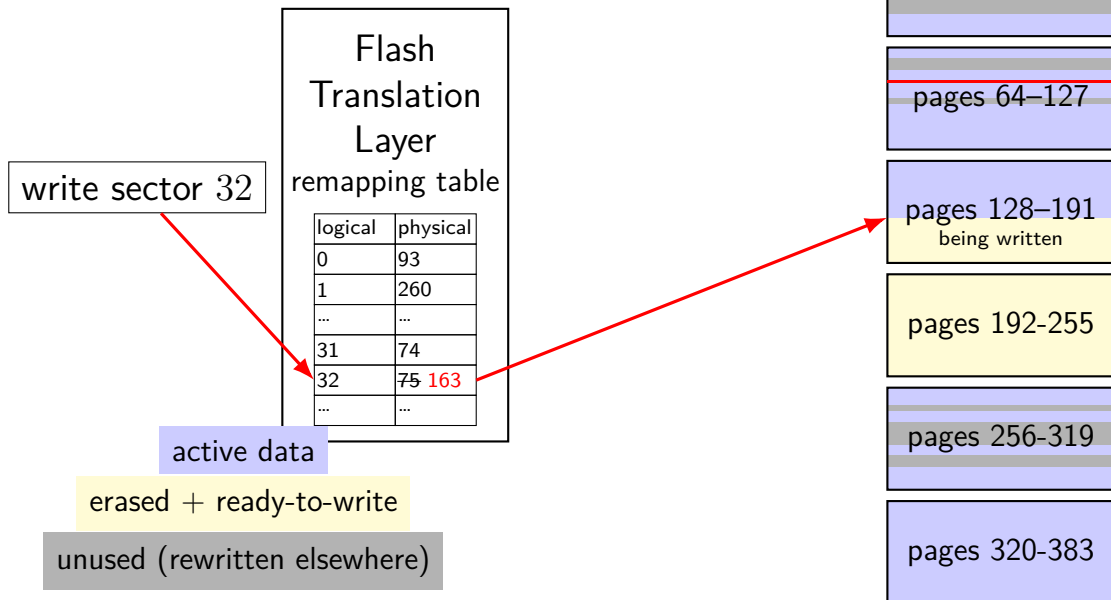 Flash
Translation
Layer
remapping table
write sector 32
logical physical
0 93
1 260
... ...
31 74
32 75 163
... ...
active data
erased + ready-to-write
unused (rewritten elsewhere)
pages 64–127
pages 128–191
being written
pages 192-255
pages 256-319
pages 320-383